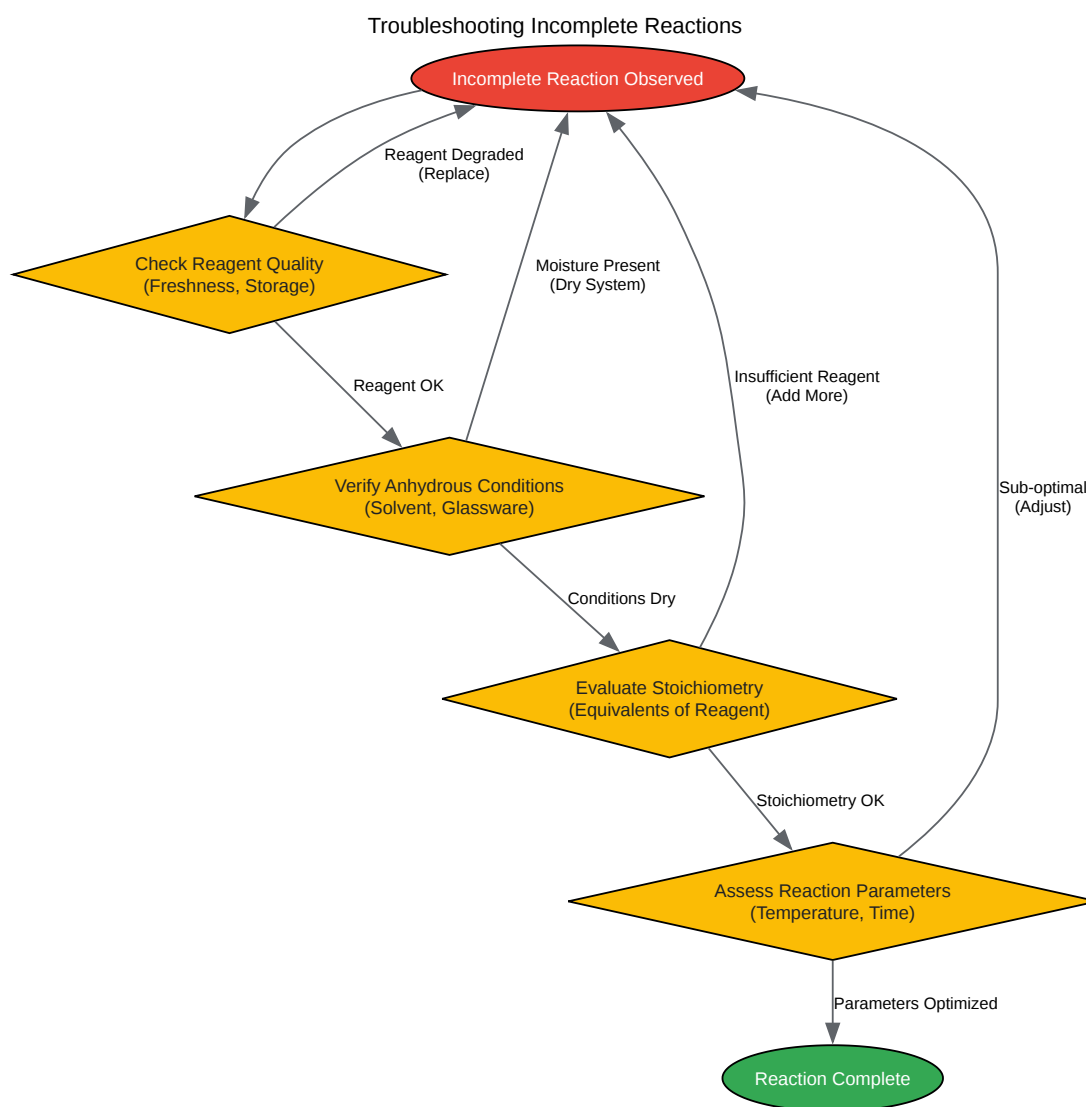 Troubleshooting Incomplete Reactions
Incomplete Reaction Observed
Reagent Degraded
(Replace)
Check Reagent Quality
(Freshness, Storage)
Moisture Present
(Dry System)
Reagent OK
Insufficient Reagent
(Add More)
Verify Anhydrous Conditions
(Solvent, Glassware)
Sub-optimal
(Adjust)
Conditions Dry
Evaluate Stoichiometry
(Equivalents of Reagent)
Stoichiometry OK
Assess Reaction Parameters
(Temperature, Time)
Parameters Optimized
Reaction Complete